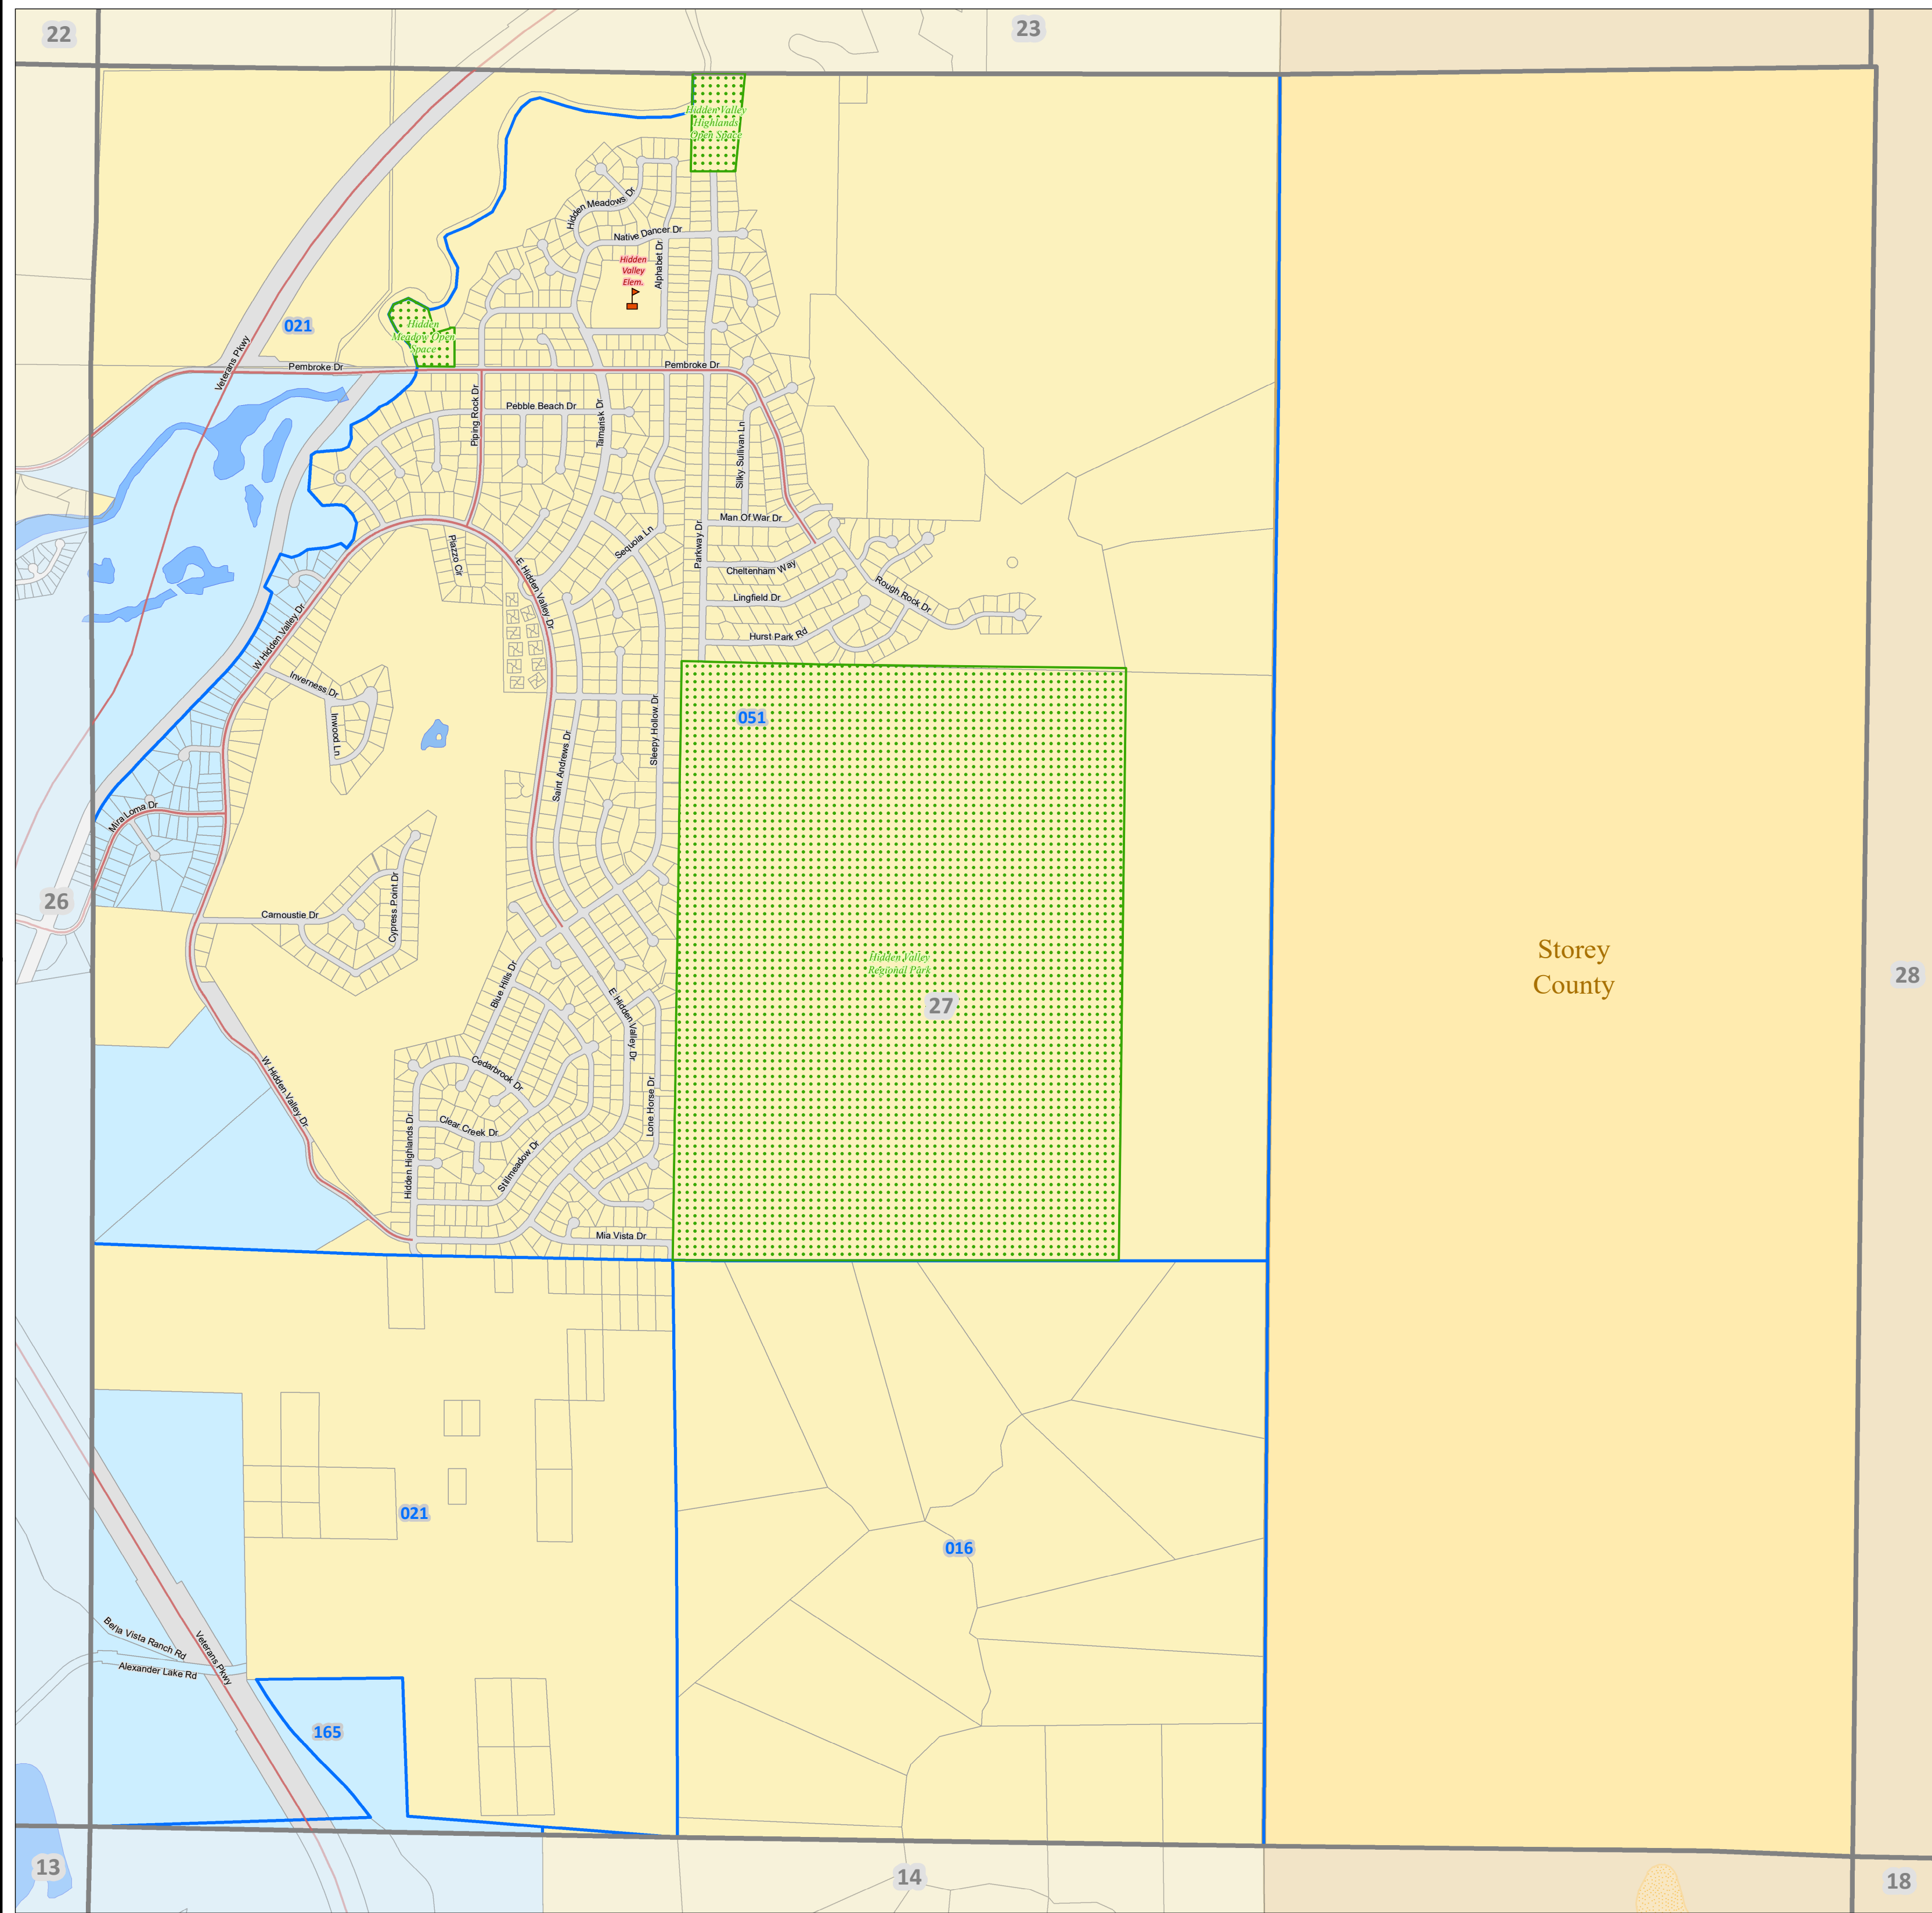 22
23
Hidden Valley
Highlands
Open Space
Hidden Meadows Dr
Native Dancer Dr
Alphabet Dr
Hidden
Valley
Elem.
021
Hidden
Meadow Open
Space
Veterans Pkwy
Pembroke Dr
Pembroke Dr
Piping Rock Dr
Pebble Beach Dr
Tamarisk Dr
Silky Sullivan Ln
Man Of War Dr
Parkway Dr
Piazzo Cir
Sequoia Ln
E Hidden Valley Dr
Cheltenham Way
Rough Rock Dr
Lingfield Dr
Hurst Park Rd
W Hidden Valley Dr
Inverness Dr
Inwood Ln
051
Sleepy Hollow Dr
Saint Andrews Dr
Mira Loma Dr
26
Carnoustie Dr
Cypress Point Dr
Hidden Valley
Regional Park
27
Storey
County
28
Blue Hills Dr
E Hidden Valley Dr
W Hidden Valley Dr
Cedarbrook Dr
Lone Horse Dr
Clear Creek Dr
Hidden Highlands Dr
Stillmeadow Dr
Mia Vista Dr
021
016
Bella Vista Ranch Rd
Alexander Lake Rd
Veterans Pkwy
165
13
14
18